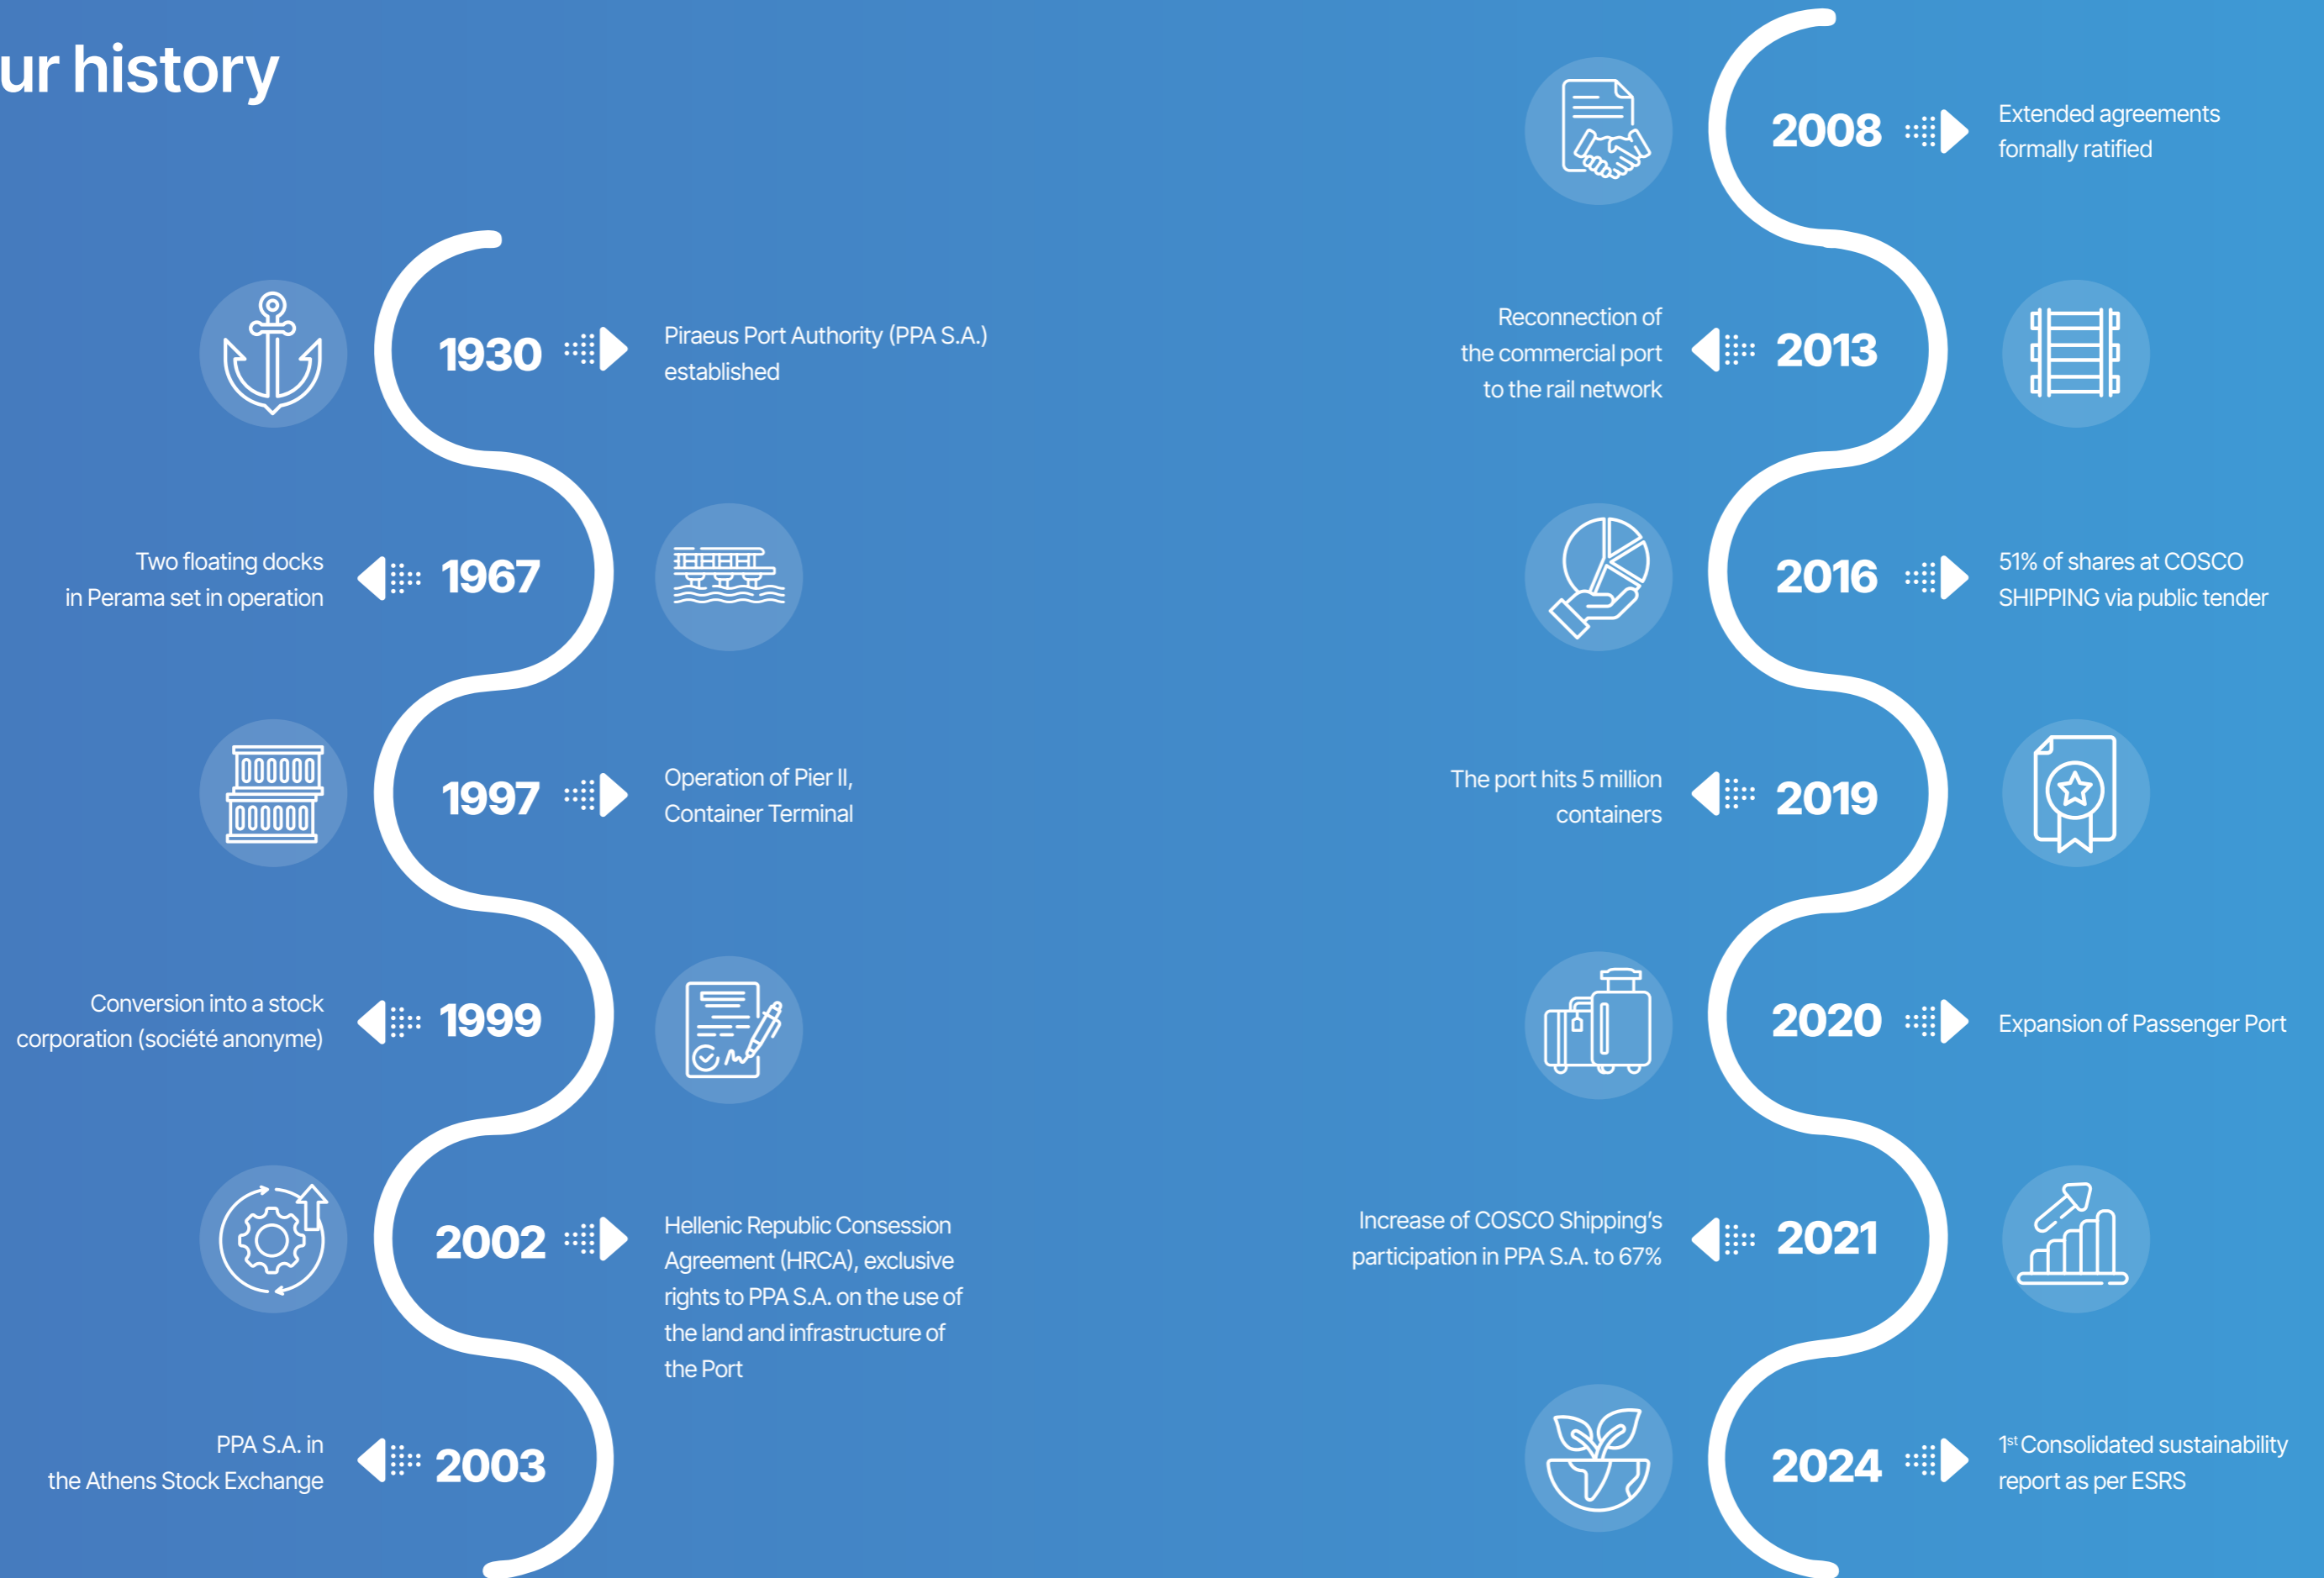 ur history
1930
Piraeus Port Authority (PPA S.A.)
established
Two floating docks
in Perama set in operation
1967
1997
Operation of Pier II,
Container Terminal
Conversion into a stock
corporation (société anonyme)
1999
2002
Hellenic Republic Consession
Agreement (HRCA), exclusive
rights to PPA S.A. on the use of
the land and infrastructure of
the Port
PPA S.A. in
the Athens Stock Exchange
2003
2008
Extended agreements
formally ratified
Reconnection of
the commercial port
to the rail network
2013
2016
51% of shares at COSCO
SHIPPING via public tender
The port hits 5 million
containers
2019
2020
Expansion of Passenger Port
Increase of COSCO Shipping’s
participation in PPA S.A. to 67%
2021
2024
1st Consolidated sustainability
report as per ESRS